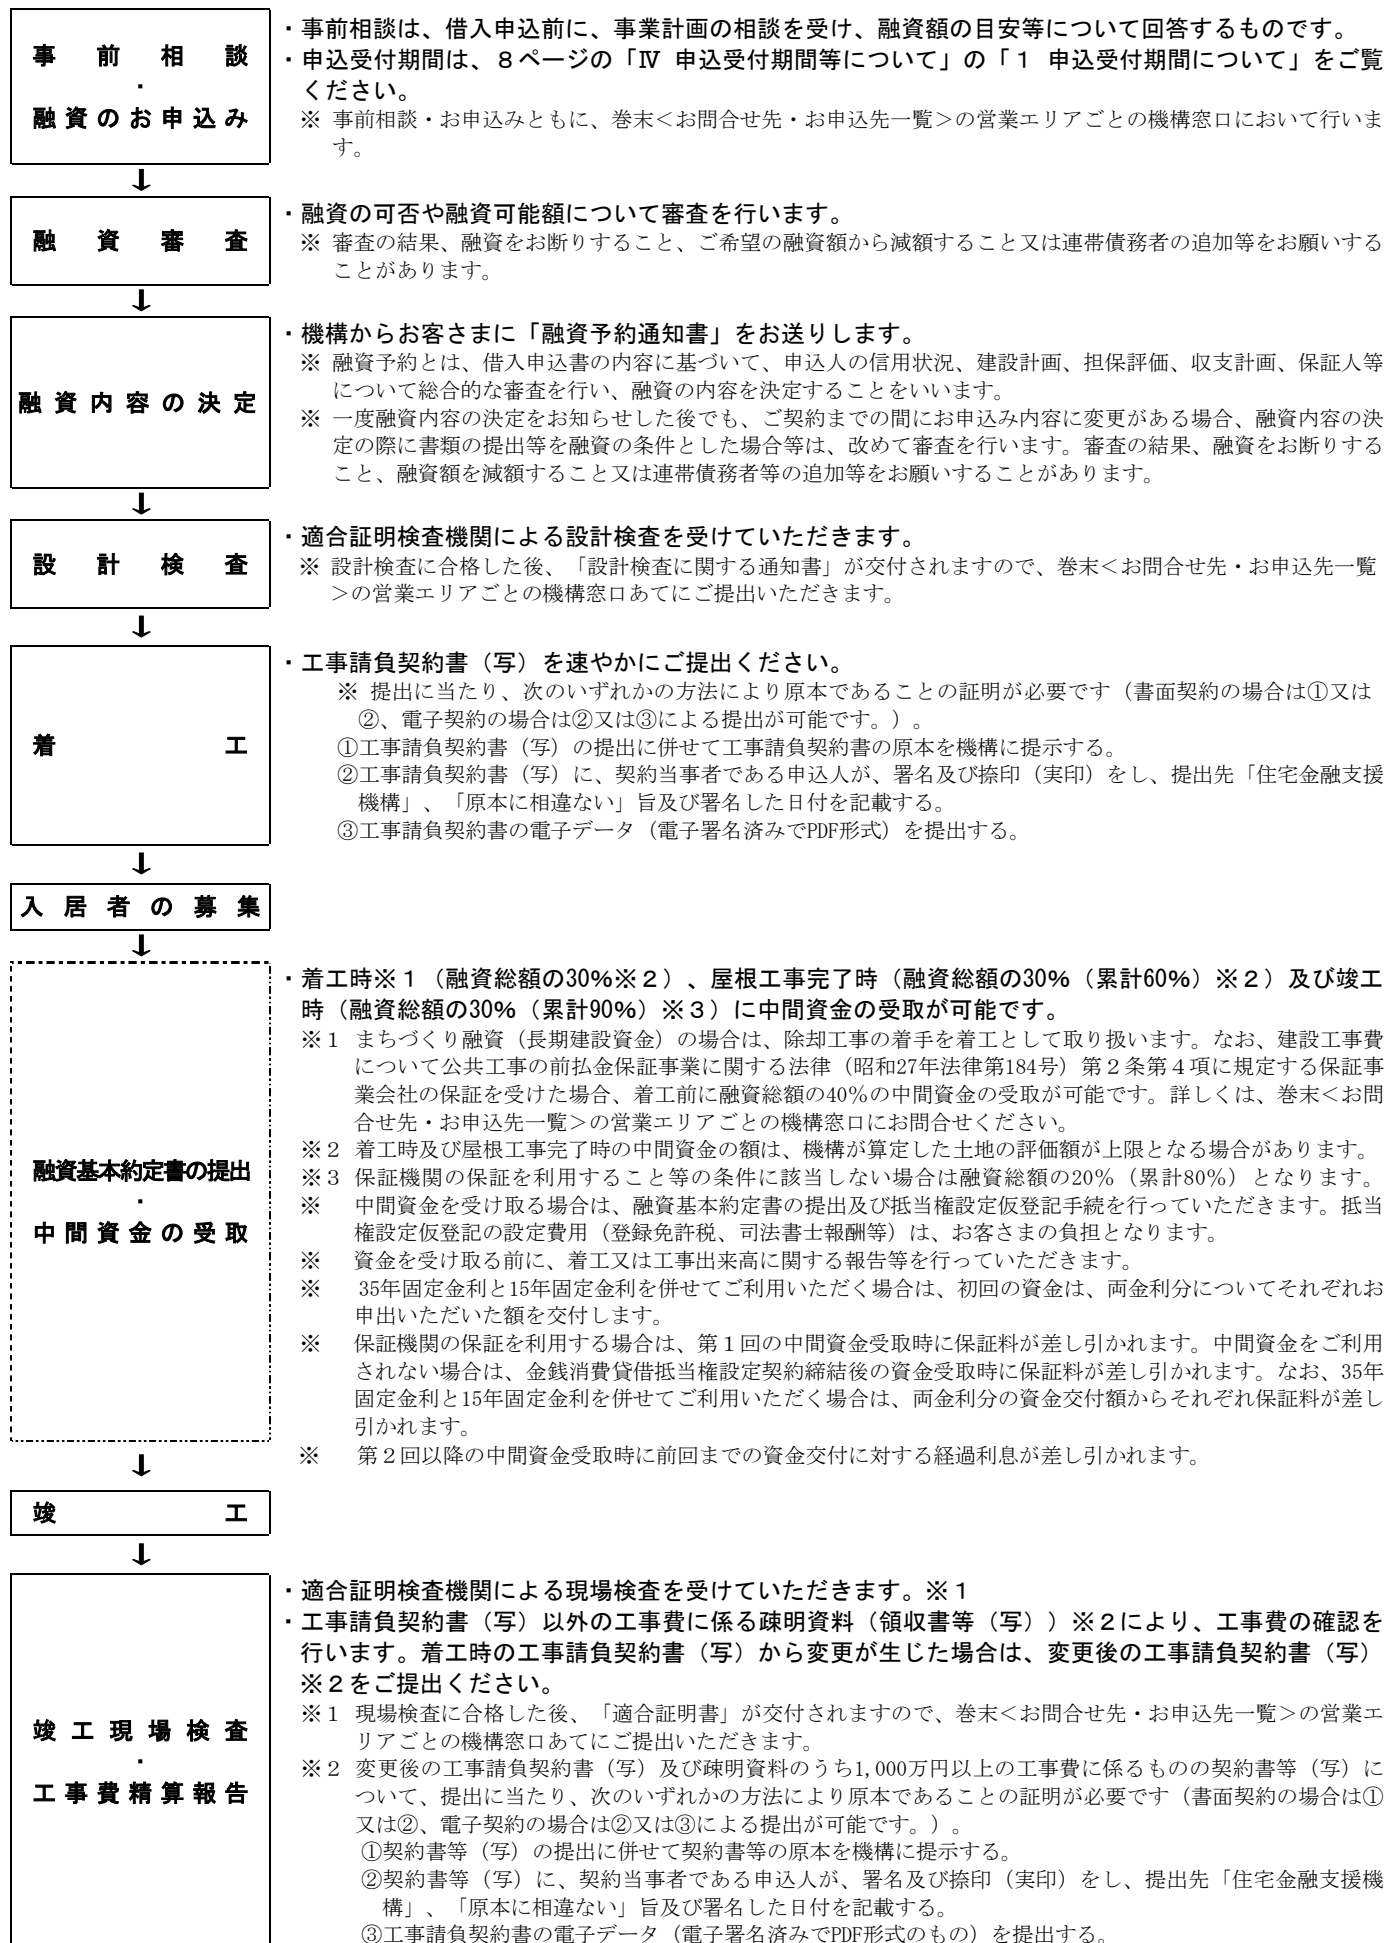 事前相談
・
融資のお申込み
・事前相談は、借入申込前に、事業計画の相談を受け、融資額の目安等について回答するものです。
・申込受付期間は、８ページの「Ⅳ 申込受付期間等について」の「１ 申込受付期間について」をご覧
ください。
※ 事前相談・お申込みともに、巻末＜お問合せ先・お申込先一覧＞の営業エリアごとの機構窓口において行いま
す。
↓
融資審査
・融資の可否や融資可能額について審査を行います。
※ 審査の結果、融資をお断りすること、ご希望の融資額から減額すること又は連帯債務者の追加等をお願いする
ことがあります。
↓
融資内容の決定
・機構からお客さまに「融資予約通知書」をお送りします。
※ 融資予約とは、借入申込書の内容に基づいて、申込人の信用状況、建設計画、担保評価、収支計画、保証人等
について総合的な審査を行い、融資の内容を決定することをいいます。
※ 一度融資内容の決定をお知らせした後でも、ご契約までの間にお申込み内容に変更がある場合、融資内容の決
定の際に書類の提出等を融資の条件とした場合等は、改めて審査を行います。審査の結果、融資をお断りする
こと、融資額を減額すること又は連帯債務者等の追加等をお願いすることがあります。
↓
設計検査
・適合証明検査機関による設計検査を受けていただきます。
※ 設計検査に合格した後、「設計検査に関する通知書」が交付されますので、巻末＜お問合せ先・お申込先一覧
＞の営業エリアごとの機構窓口あてにご提出いただきます。
↓
着工
・工事請負契約書（写）を速やかにご提出ください。
※ 提出に当たり、次のいずれかの方法により原本であることの証明が必要です（書面契約の場合は①又は
②、電子契約の場合は②又は③による提出が可能です。）。
①工事請負契約書（写）の提出に併せて工事請負契約書の原本を機構に提示する。
②工事請負契約書（写）に、契約当事者である申込人が、署名及び捺印（実印）をし、提出先「住宅金融支援
機構」、「原本に相違ない」旨及び署名した日付を記載する。
③工事請負契約書の電子データ（電子署名済みでPDF形式）を提出する。
↓
入居者の募集
↓
融資基本約定書の提出
・
中間資金の受取
・着工時※１（融資総額の30％※２）、屋根工事完了時（融資総額の30％（累計60％）※２）及び竣工
時（融資総額の30％（累計90％）※３）に中間資金の受取が可能です。
※１ まちづくり融資（長期建設資金）の場合は、除却工事の着手を着工として取り扱います。なお、建設工事費
について公共工事の前払金保証事業に関する法律（昭和27年法律第184号）第２条第４項に規定する保証事
業会社の保証を受けた場合、着工前に融資総額の40％の中間資金の受取が可能です。詳しくは、巻末＜お問
合せ先・お申込先一覧＞の営業エリアごとの機構窓口にお問合せください。
※２ 着工時及び屋根工事完了時の中間資金の額は、機構が算定した土地の評価額が上限となる場合があります。
※３ 保証機関の保証を利用すること等の条件に該当しない場合は融資総額の20％（累計80％）となります。
※ 中間資金を受け取る場合は、融資基本約定書の提出及び抵当権設定仮登記手続を行っていただきます。抵当
権設定仮登記の設定費用（登録免許税、司法書士報酬等）は、お客さまの負担となります。
※ 資金を受け取る前に、着工又は工事出来高に関する報告等を行っていただきます。
※ 35年固定金利と15年固定金利を併せてご利用いただく場合は、初回の資金は、両金利分についてそれぞれお
申出いただいた額を交付します。
※ 保証機関の保証を利用する場合は、第１回の中間資金受取時に保証料が差し引かれます。中間資金をご利用
されない場合は、金銭消費貸借抵当権設定契約締結後の資金受取時に保証料が差し引かれます。なお、35年
固定金利と15年固定金利を併せてご利用いただく場合は、両金利分の資金交付額からそれぞれ保証料が差し
引かれます。
※ 第２回以降の中間資金受取時に前回までの資金交付に対する経過利息が差し引かれます。
↓
竣工
↓
竣工現場検査
・
工事費精算報告
・適合証明検査機関による現場検査を受けていただきます。※１
・工事請負契約書（写）以外の工事費に係る疎明資料（領収書等（写））※２により、工事費の確認を
行います。着工時の工事請負契約書（写）から変更が生じた場合は、変更後の工事請負契約書（写）
※２をご提出ください。
※１ 現場検査に合格した後、「適合証明書」が交付されますので、巻末＜お問合せ先・お申込先一覧＞の営業エ
リアごとの機構窓口あてにご提出いただきます。
※２ 変更後の工事請負契約書（写）及び疎明資料のうち1,000万円以上の工事費に係るものの契約書等（写）に
ついて、提出に当たり、次のいずれかの方法により原本であることの証明が必要です（書面契約の場合は①
又は②、電子契約の場合は②又は③による提出が可能です。）。
①契約書等（写）の提出に併せて契約書等の原本を機構に提示する。
②契約書等（写）に、契約当事者である申込人が、署名及び捺印（実印）をし、提出先「住宅金融支援機
構」、「原本に相違ない」旨及び署名した日付を記載する。
③工事請負契約書の電子データ（電子署名済みでPDF形式のもの）を提出する。